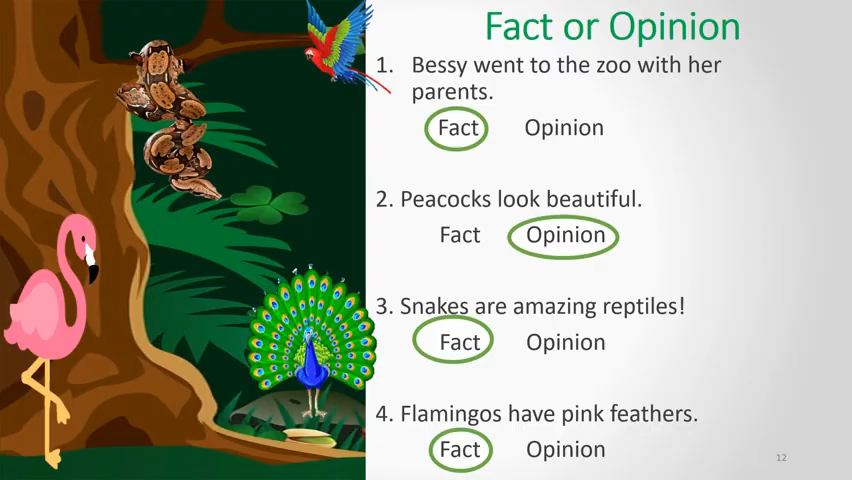 Fact or Opinion
1. Bessy went to the zoo with her
parents.
Fact Opinion
2. Peacocks look beautiful.
Fact Opinion
3. Snakes are amazing reptiles!
Fact Opinion
4. Flamingos have pink feathers.
Fact Opinion
12